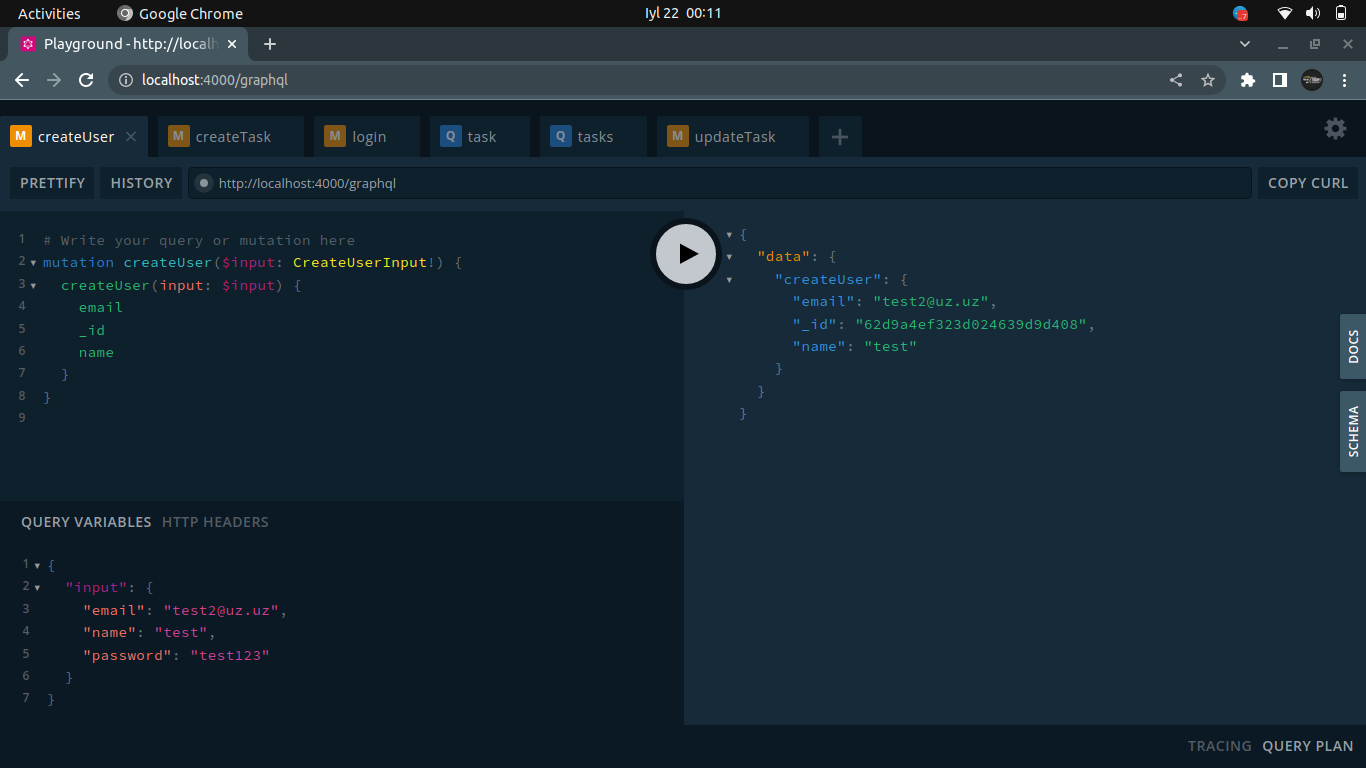 Activities
Google Chrome
Iyl 22 00:11
Playground - http://localh
localhost:4000/graphql
M createUser
M createTask
M login
Q task
Q tasks
M updateTask
PRETTIFY
HISTORY
http://localhost:4000/graphql
COPY CURL
1 # Write your query or mutation here
2 mutation createUser($input: CreateUserInput!) {
3 createUser(input: $input) {
4 email
5 _id
6 name
7 }
8 }
9
{
"data": {
"createUser": {
"email": "test2@uz.uz",
"_id": "62d9a4ef323d024639d9d408",
"name": "test"
}
}
}
DOCS
SCHEMA
QUERY VARIABLES HTTP HEADERS
1 {
2 "input": {
3 "email": "test2@uz.uz",
4 "name": "test",
5 "password": "test123"
6 }
7 }
TRACING QUERY PLAN